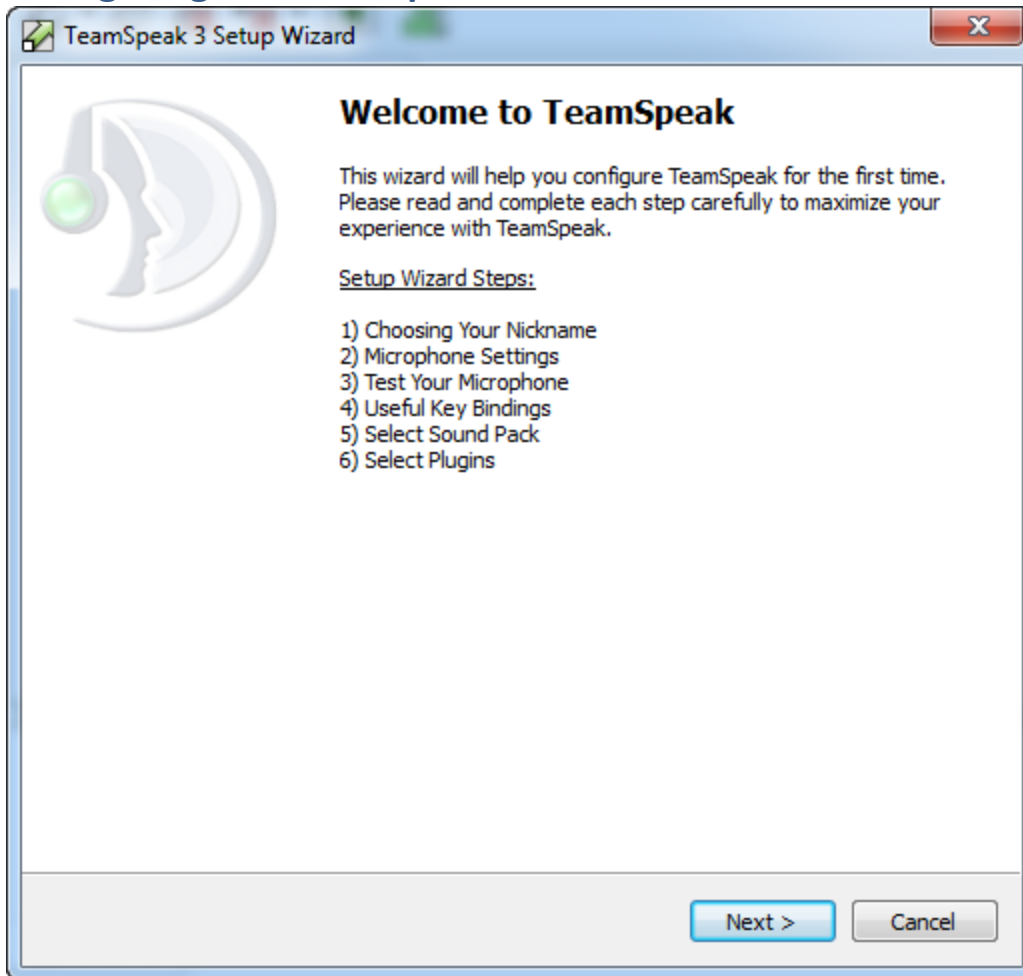 TeamSpeak 3 Setup Wizard
Welcome to TeamSpeak
This wizard will help you configure TeamSpeak for the first time.
Please read and complete each step carefully to maximize your
experience with TeamSpeak.
Setup Wizard Steps:
1) Choosing Your Nickname
2) Microphone Settings
3) Test Your Microphone
4) Useful Key Bindings
5) Select Sound Pack
6) Select Plugins
Next >
Cancel